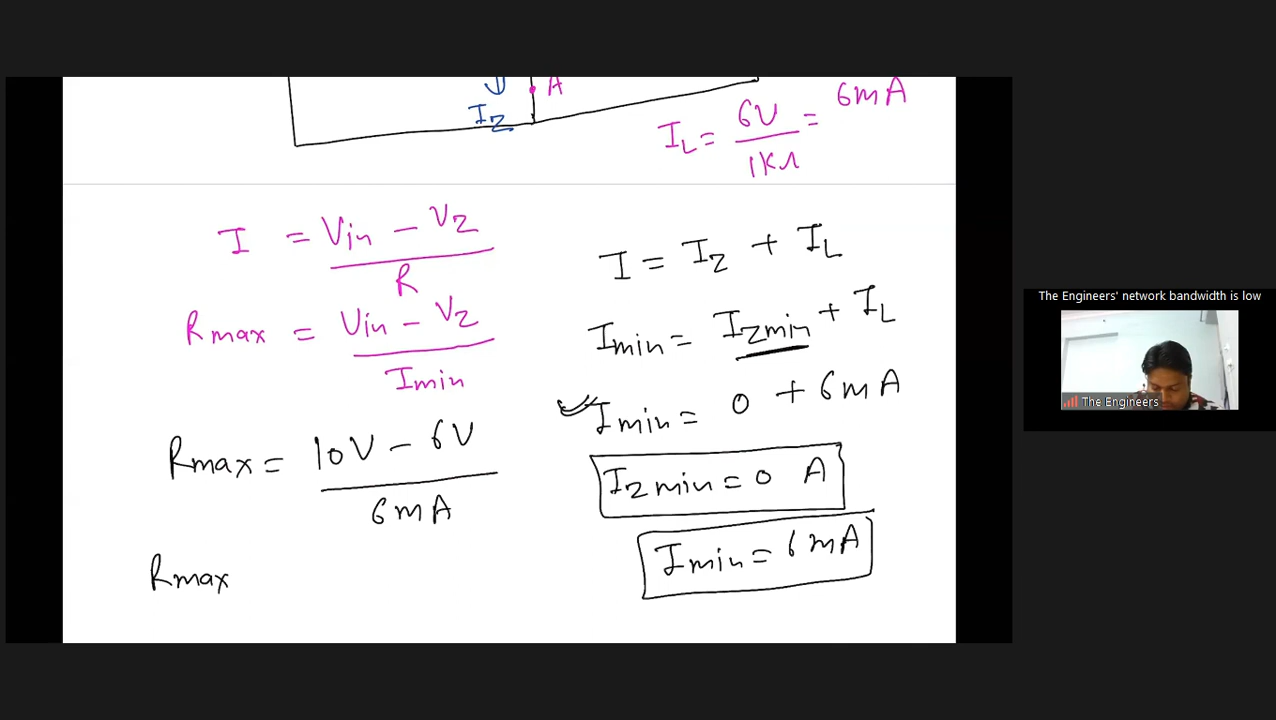 A
Iz
IL = 6V / 1KΩ = 6mA
I = Vin - Vz / R
Rmax = Vin - Vz / Imin
Rmax = 10V - 6V / 6mA
Rmax
I = Iz + IL
Imin = Izmin + IL
Imin = 0 + 6mA
Izmin = 0 A
Imin = 6mA
The Engineers' network bandwidth is low
The Engineers